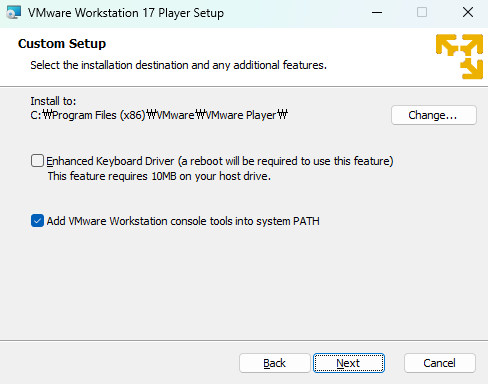 VMware Workstation 17 Player Setup
Custom Setup
Select the installation destination and any additional features.
Install to:
C:₩Program Files (x86)₩VMware₩VMware Player₩
Change...
Enhanced Keyboard Driver (a reboot will be required to use this feature)
This feature requires 10MB on your host drive.
Add VMware Workstation console tools into system PATH
Back
Next
Cancel